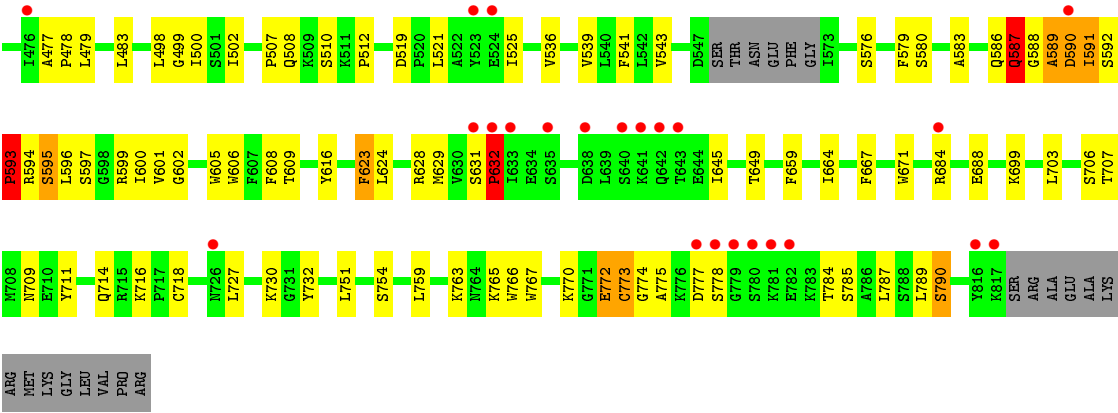 I476 A477 P478 L479 L483 L498 G499 I500 S501 I502 P507 Q508 K509 S510 K511 P512 D519 P520 L521 A522 Y523 E524 I525 V536 V539 L540 F541 L542 V543 D547 SER THR ASN GLU PHE GLY I573 S576 F579 S580 A583 Q586 Q587 G588 A589 D590 I591 S592
P593 R594 S595 L596 S597 G598 R599 I600 V601 G602 W605 W606 F607 F608 T609 Y616 F623 L624 R628 M629 V630 S631 P632 I633 E634 S635 D638 L639 S640 K641 Q642 T643 E644 I645 T649 F659 I664 F667 W671 R684 E688 K699 L703 S706 T707
M708 N709 E710 Y711 Q714 R715 K716 P717 C718 N726 L727 K730 G731 Y732 L751 S754 L759 K763 N764 K765 W766 W767 K770 G771 E772 C773 G774 A775 K776 D777 S778 G779 S780 K781 E782 K783 T784 S785 A786 L787 S788 L789 S790 Y816 K817 SER ARG ALA GLU ALA LYS
ARG MET LYS GLY LEU VAL PRO ARG